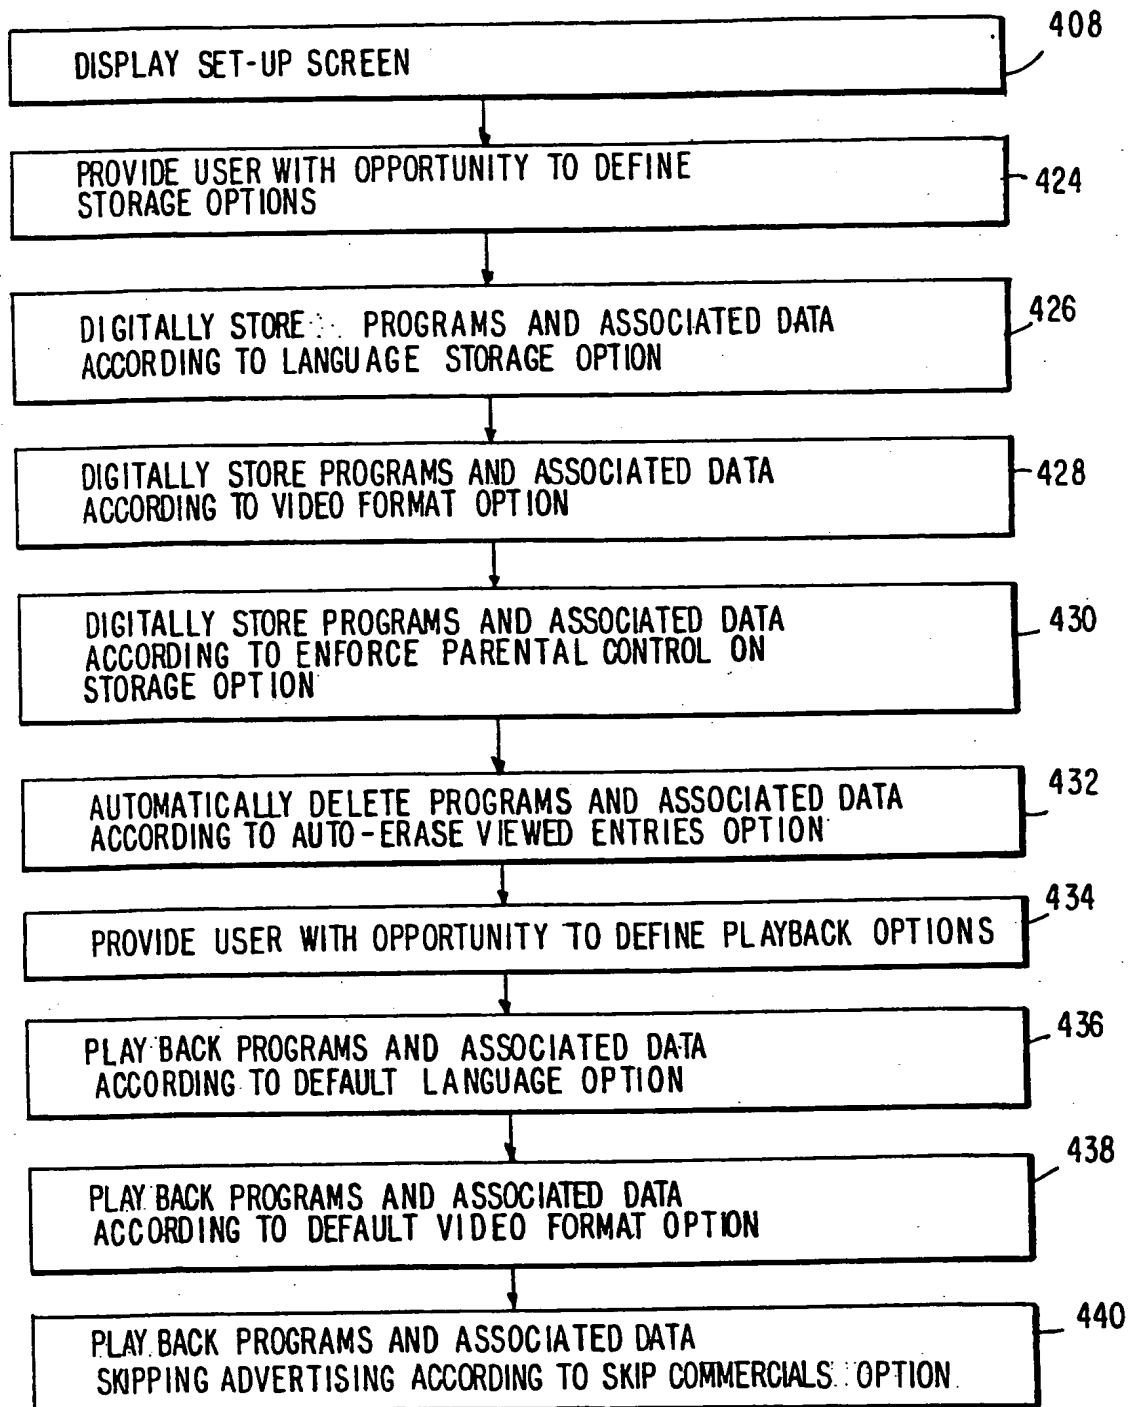 408
DISPLAY SET-UP SCREEN
PROVIDE USER WITH OPPORTUNITY TO DEFINE
STORAGE OPTIONS
424
DIGITALLY STORE PROGRAMS AND ASSOCIATED DATA
ACCORDING TO LANGUAGE STORAGE OPTION
426
DIGITALLY STORE PROGRAMS AND ASSOCIATED DATA
ACCORDING TO VIDEO FORMAT OPTION
428
DIGITALLY STORE PROGRAMS AND ASSOCIATED DATA
ACCORDING TO ENFORCE PARENTAL CONTROL ON
STORAGE OPTION
430
AUTOMATICALLY DELETE PROGRAMS AND ASSOCIATED DATA
ACCORDING TO AUTO-ERASE VIEWED ENTRIES OPTION
432
PROVIDE USER WITH OPPORTUNITY TO DEFINE PLAYBACK OPTIONS
434
PLAY BACK PROGRAMS AND ASSOCIATED DATA
ACCORDING TO DEFAULT LANGUAGE OPTION
436
PLAY BACK PROGRAMS AND ASSOCIATED DATA
ACCORDING TO DEFAULT VIDEO FORMAT OPTION
438
PLAY BACK PROGRAMS AND ASSOCIATED DATA
SKIPPING ADVERTISING ACCORDING TO SKIP COMMERCIALS OPTION
440